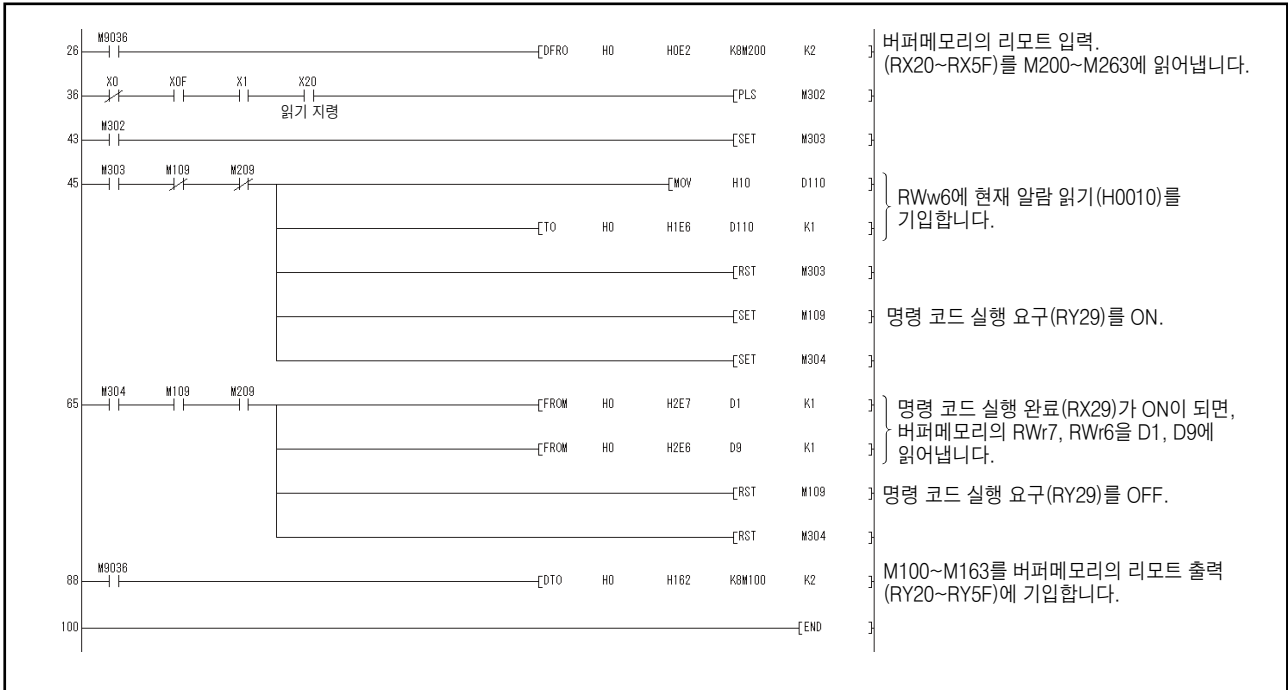 M9036
26 [DFRO H0 H0E2 K8M200 K2 ]
버퍼메모리의 리모트 입력.
(RX20~RX5F)를 M200~M263에 읽어냅니다.
X0 X0F X1 X20
36 [PLS M302 ]
읽기 지령
M302
43 [SET M303 ]
M303 M109 M209
45 [MOV H10 D110 ]
RWw6에 현재 알람 읽기(H0010)를
기입합니다.
[TO H0 H1E6 D110 K1 ]
[RST M303 ]
[SET M109 ]
명령 코드 실행 요구(RY29)를 ON.
[SET M304 ]
M304 M109 M209
65 [FROM H0 H2E7 D1 K1 ]
명령 코드 실행 완료(RX29)가 ON이 되면,
버퍼메모리의 RWr7, RWr6을 D1, D9에
읽어냅니다.
[FROM H0 H2E6 D9 K1 ]
[RST M109 ]
명령 코드 실행 요구(RY29)를 OFF.
[RST M304 ]
M9036
88 [DTO H0 H162 K8M100 K2 ]
M100~M163를 버퍼메모리의 리모트 출력
(RY20~RY5F)에 기입합니다.
100 [END ]